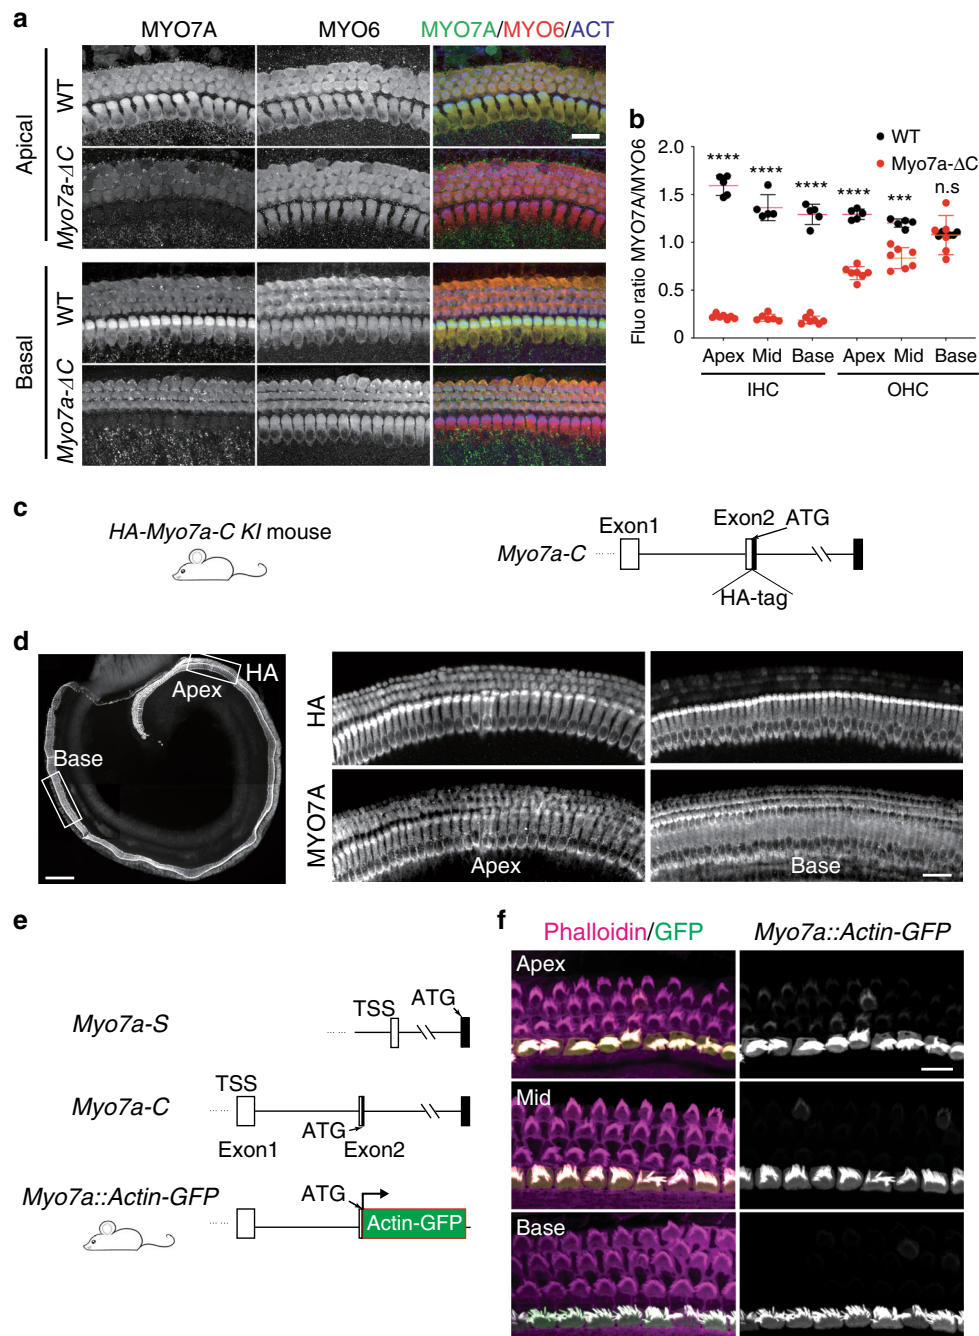 a
MYO7A
MYO6
MYO7A/MYO6/ACT
Apical
WT
Myo7a-ΔC
Basal
WT
Myo7a-ΔC
b
WT
Myo7a-ΔC
Fluo ratio MYO7A/MYO6
2.0
1.5
1.0
0.5
0
**** **** **** **** *** n.s
Apex Mid Base Apex Mid Base
IHC OHC
c
HA-Myo7a-C KI mouse
Exon1
Exon2 ATG
Myo7a-C
HA-tag
d
HA
Apex
Base
HA
MYO7A
Apex
Base
e
Myo7a-S
TSS
ATG
Myo7a-C
TSS
ATG
Exon1
Exon2
Myo7a::Actin-GFP
ATG
Actin-GFP
f
Phalloidin/GFP
Myo7a::Actin-GFP
Apex
Mid
Base